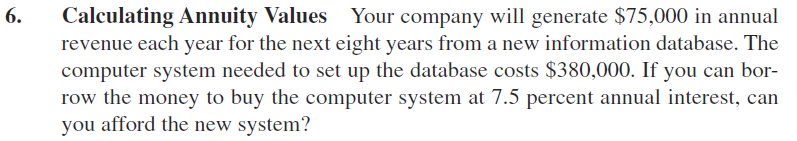 6. Calculating Annuity Values Your company will generate $75,000 in annual
revenue each year for the next eight years from a new information database. The
computer system needed to set up the database costs $380,000. If you can bor-
row the money to buy the computer system at 7.5 percent annual interest, can
you afford the new system?